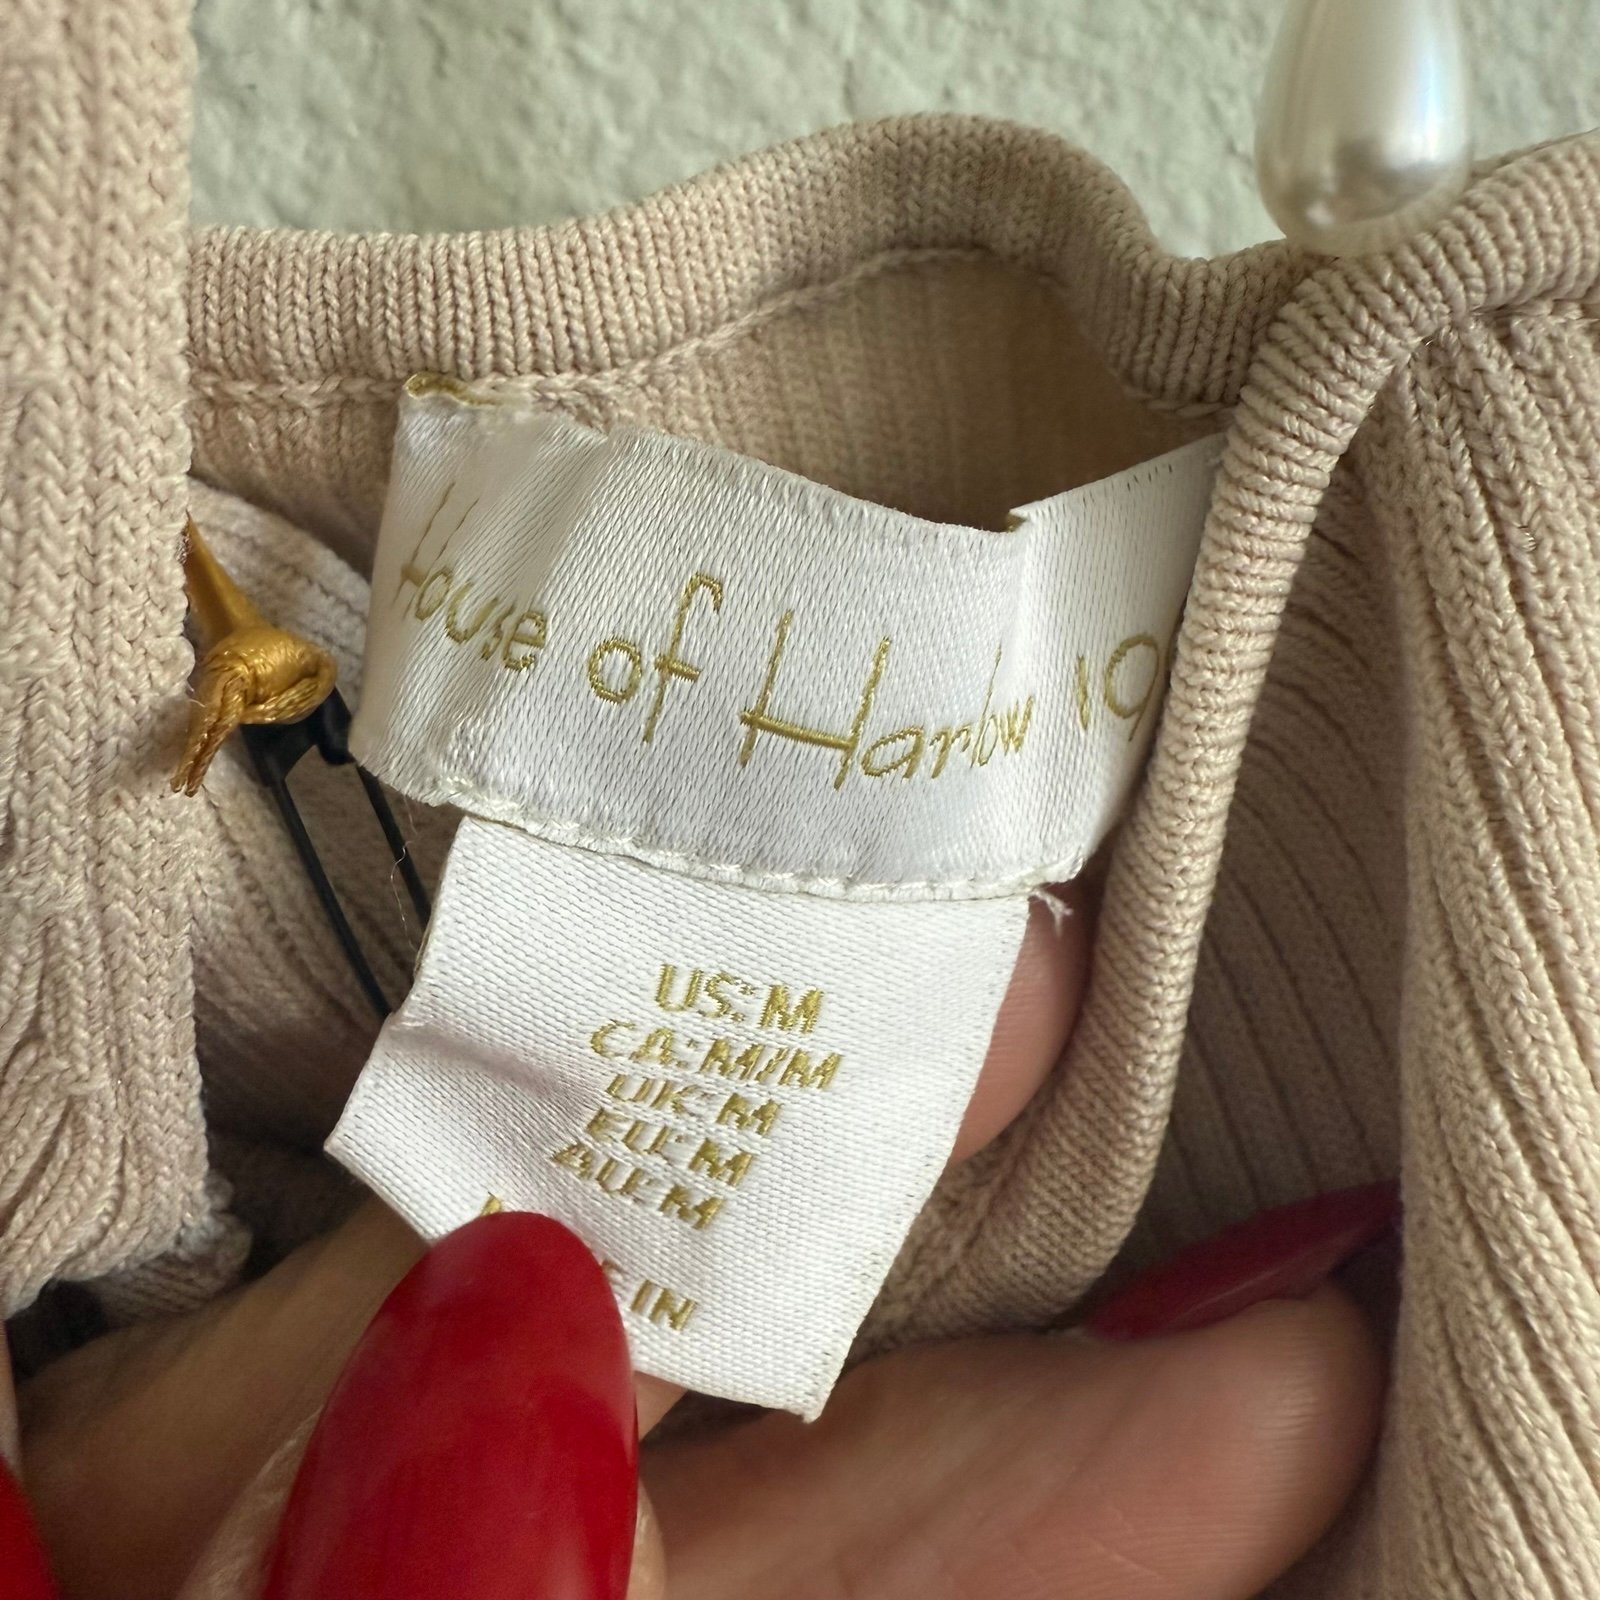 House of Harlow 19
US: M
CA: M/M
UK: M
EU: M
AU: M
IN